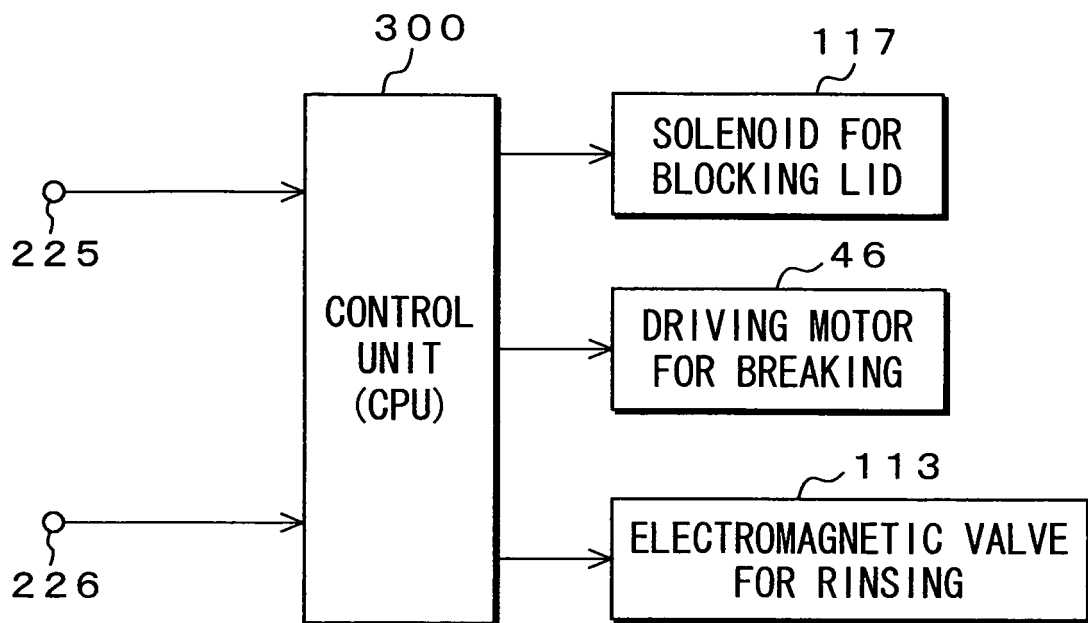 300
117
SOLENOID FOR
BLOCKING LID
225
46
CONTROL
UNIT
(CPU)
DRIVING MOTOR
FOR BREAKING
226
113
ELECTROMAGNETIC VALVE
FOR RINSING